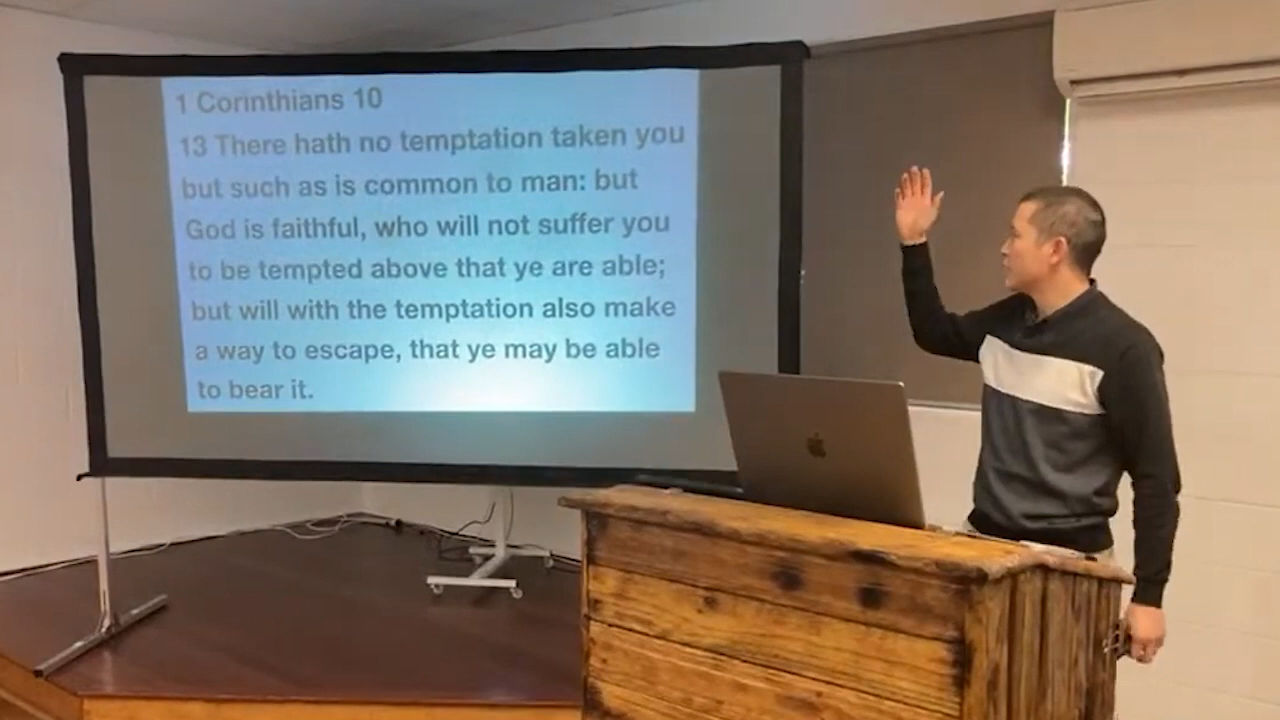 1 Corinthians 10
13 There hath no temptation taken you
but such as is common to man: but
God is faithful, who will not suffer you
to be tempted above that ye are able;
but will with the temptation also make
a way to escape, that ye may be able
to bear it.